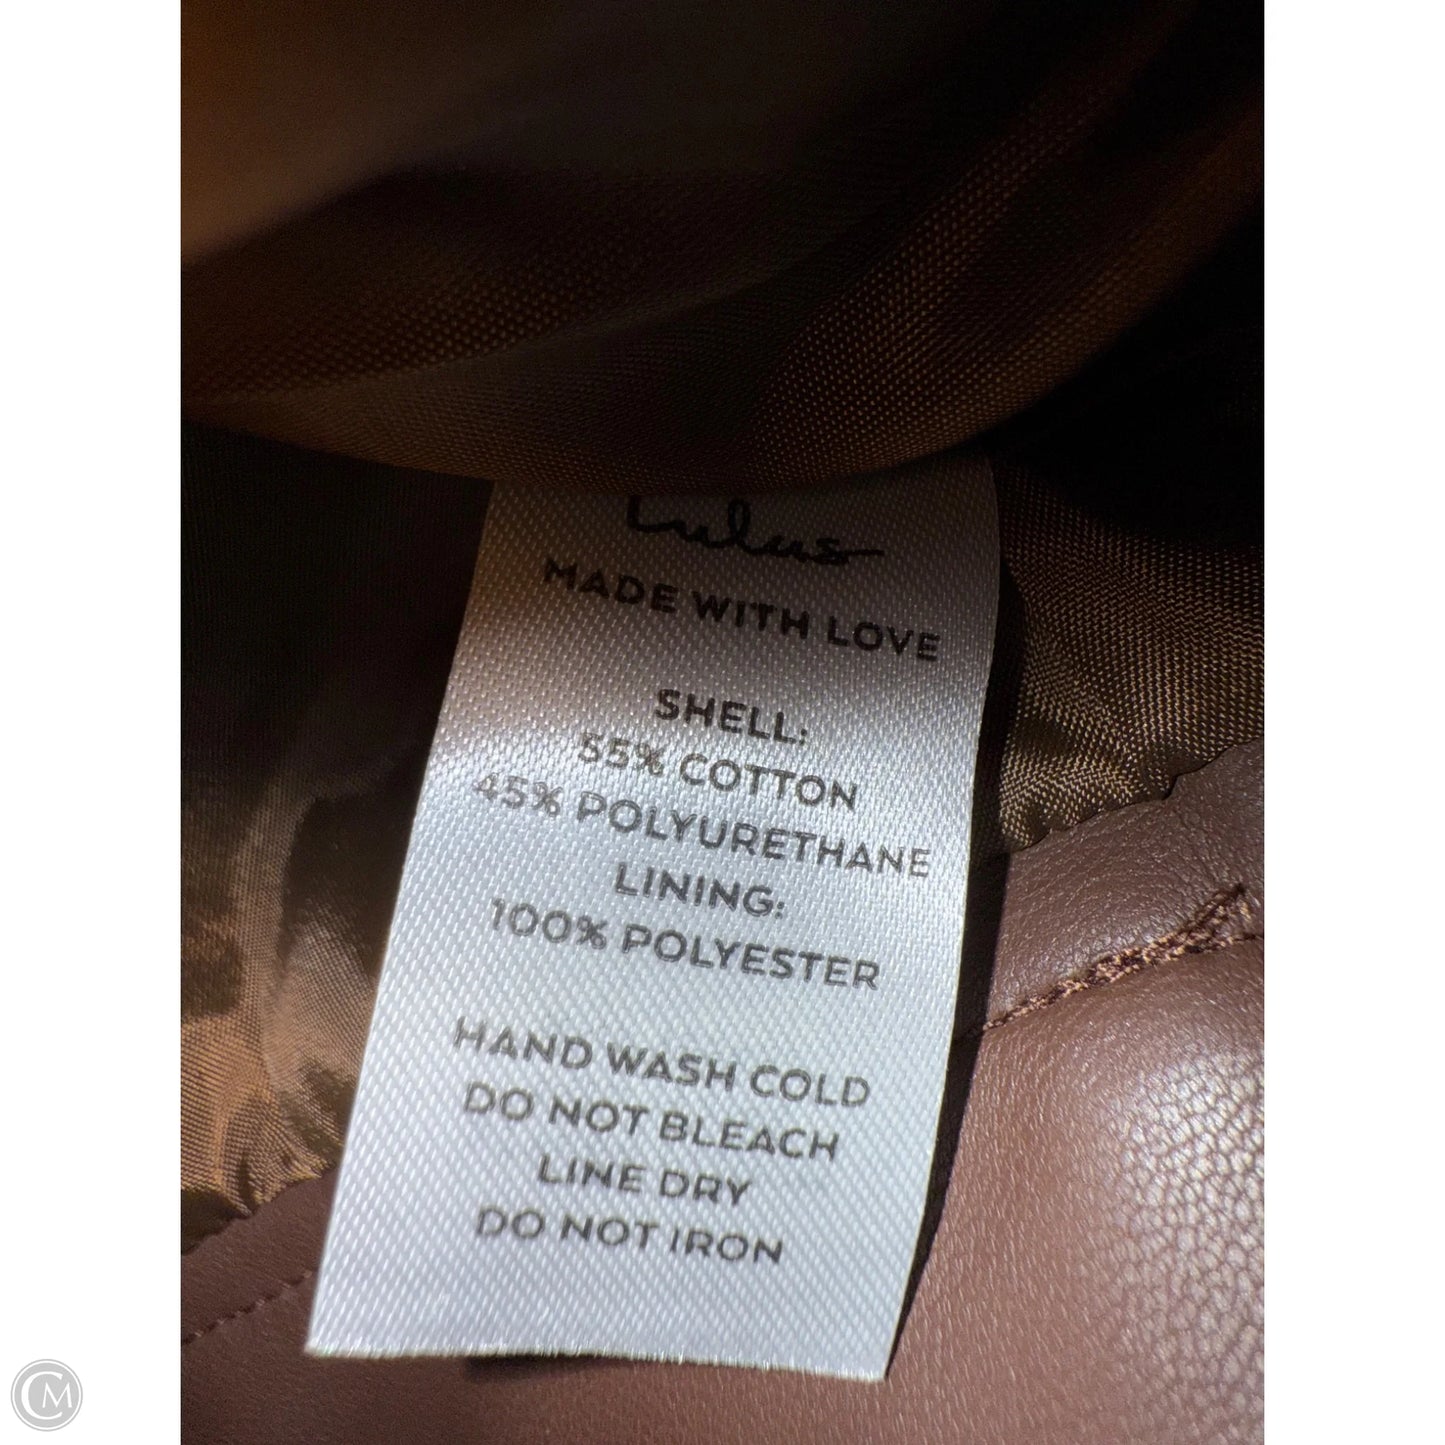 Lulus
MADE WITH LOVE
SHELL:
55% COTTON
45% POLYURETHANE
LINING:
100% POLYESTER
HAND WASH COLD
DO NOT BLEACH
LINE DRY
DO NOT IRON
CM